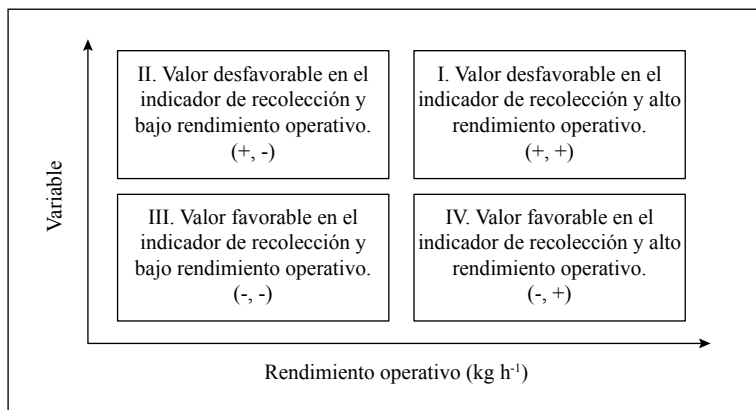 II. Valor desfavorable en el
indicador de recolección y
bajo rendimiento operativo.
(+, -)
I. Valor desfavorable en el
indicador de recolección y alto
rendimiento operativo.
(+, +)
III. Valor favorable en el
indicador de recolección y
bajo rendimiento operativo.
(-, -)
IV. Valor favorable en el
indicador de recolección y alto
rendimiento operativo.
(-, +)
Variable
Rendimiento operativo (kg h⁻¹)